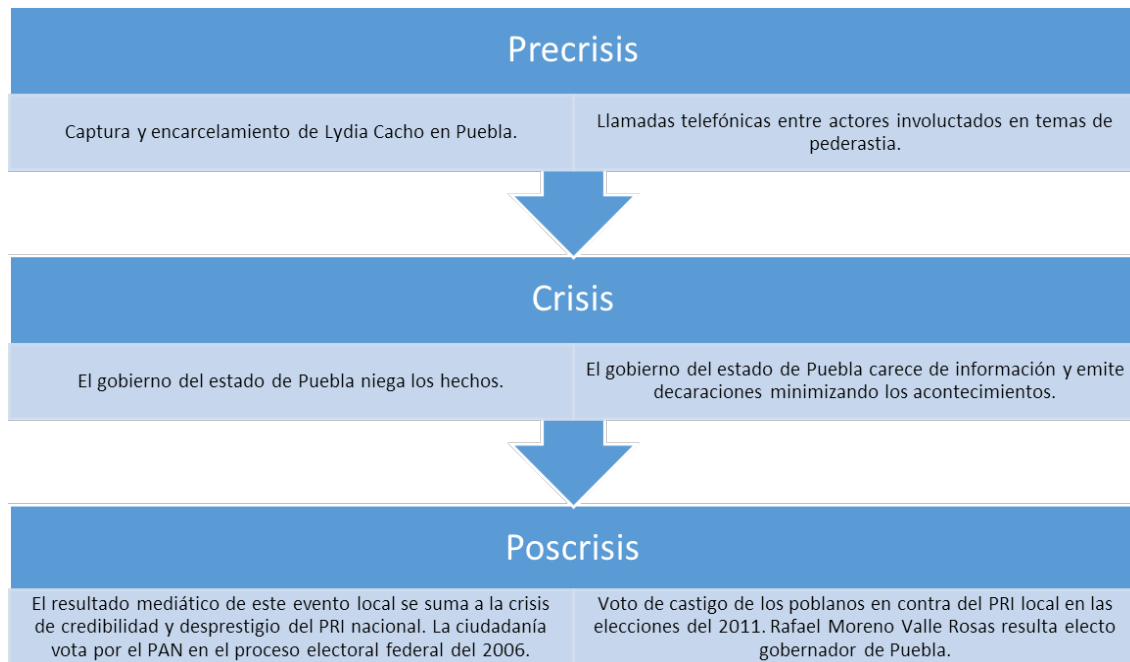 Precrisis
Captura y encarcelamiento de Lydia Cacho en Puebla.
Llamadas telefónicas entre actores involuctados en temas de
pederastia.
Crisis
El gobierno del estado de Puebla niega los hechos.
El gobierno del estado de Puebla carece de información y emite
decaraciones minimizando los acontecimientos.
Poscrisis
El resultado mediático de este evento local se suma a la crisis
de credibilidad y desprestigio del PRI nacional. La ciudadanía
vota por el PAN en el proceso electoral federal del 2006.
Voto de castigo de los poblanos en contra del PRI local en las
elecciones del 2011. Rafael Moreno Valle Rosas resulta electo
gobernador de Puebla.